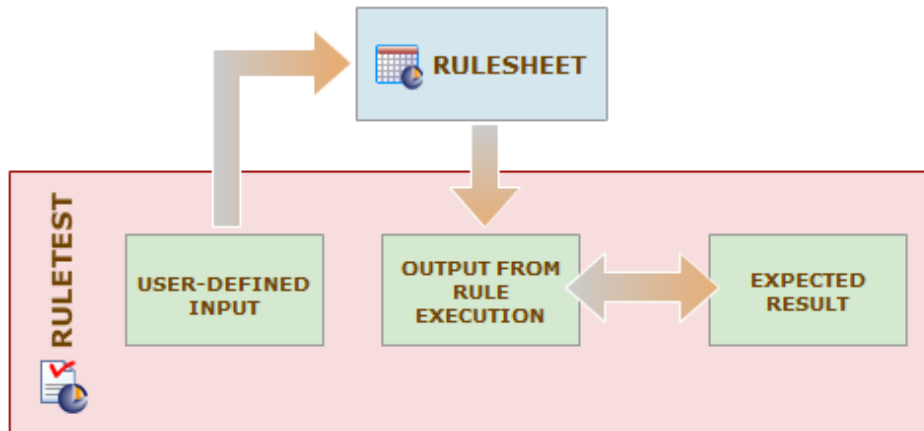 RULESHEET
RULETEST
USER-DEFINED
INPUT
OUTPUT FROM
RULE
EXECUTION
EXPECTED
RESULT